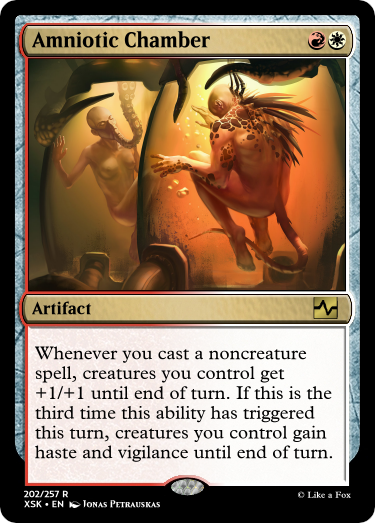 Amniotic Chamber
Artifact
Whenever you cast a noncreature
spell, creatures you control get
+1/+1 until end of turn. If this is the
third time this ability has triggered
this turn, creatures you control gain
haste and vigilance until end of turn.
202/257 R
XSK • EN Jonas Petrauskas
© Like a Fox